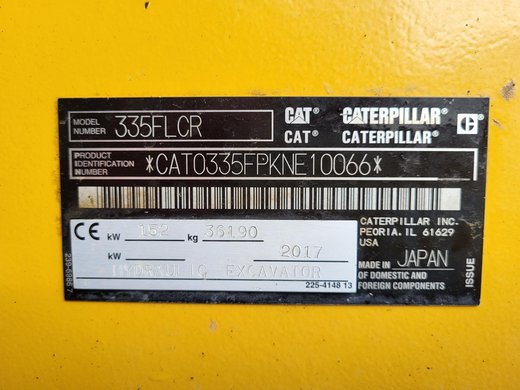 MODEL NUMBER 335FLCR
CAT® CATERPILLAR®
CAT® CATERPILLAR®
PRODUCT IDENTIFICATION NUMBER *CAT0335FPKNE10066*
CE kW 152 kg 36190
kW 2017
HYDRAULIC EXCAVATOR
225-4148 13
CATERPILLAR INC.
PEORIA, IL 61629
USA
MADE IN JAPAN
OF DOMESTIC AND
FOREIGN COMPONENTS
ISSUE